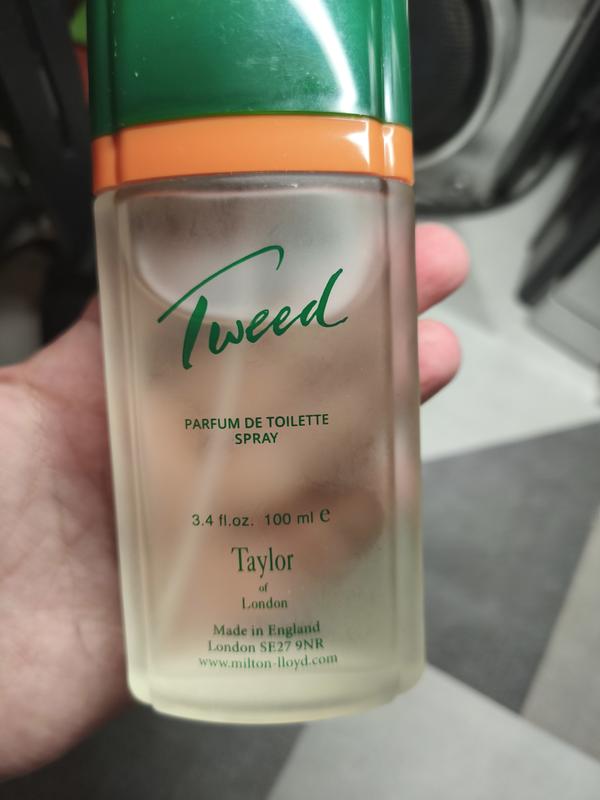 Tweed
PARFUM DE TOILETTE
SPRAY
3.4 fl.oz. 100 ml e
Taylor
of
London
Made in England
London SE27 9NR
www.milton-lloyd.com